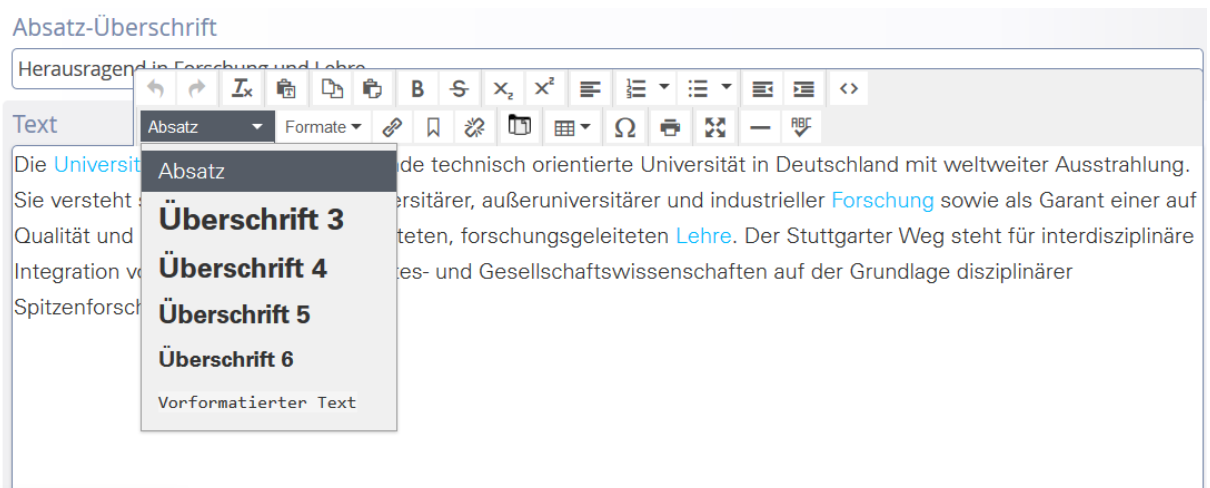 Absatz-Überschrift
Herausragend in Forschung und Lehre
Text
Absatz
Formate
Die Universit
de technisch orientierte Universität in Deutschland mit weltweiter Ausstrahlung.
Sie versteht
ersitärer, außeruniversitärer und industrieller Forschung sowie als Garant einer auf
Qualität und
teten, forschungsgeleiteten Lehre. Der Stuttgarter Weg steht für interdisziplinäre
Integration vo
es- und Gesellschaftswissenschaften auf der Grundlage disziplinärer
Spitzenforsch
Absatz
Überschrift 3
Überschrift 4
Überschrift 5
Überschrift 6
Vorformatierter Text